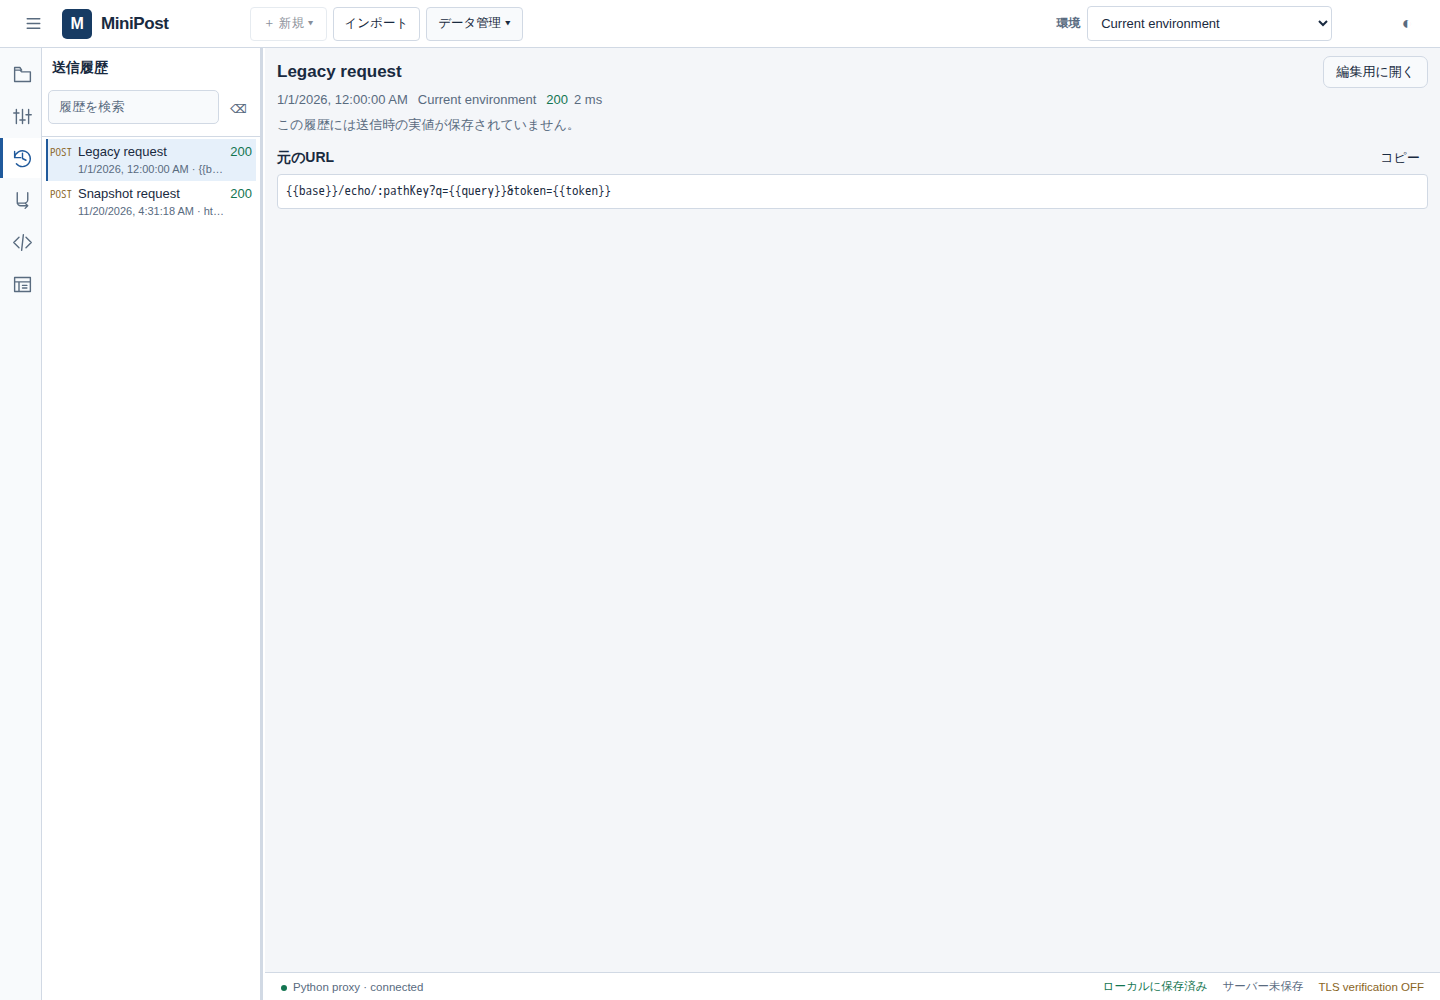 M MiniPost
＋ 新規 ▾
インポート
データ管理 ▾
環境
Current environment
送信履歴
履歴を検索
POST Legacy request 200
1/1/2026, 12:00:00 AM · {{b…
POST Snapshot request 200
11/20/2026, 4:31:18 AM · ht…
Legacy request
編集用に開く
1/1/2026, 12:00:00 AM Current environment 200 2 ms
この履歴には送信時の実値が保存されていません。
元のURL
コピー
{{base}}/echo/:pathKey?q={{query}}&token={{token}}
Python proxy · connected
ローカルに保存済み
サーバー未保存
TLS verification OFF